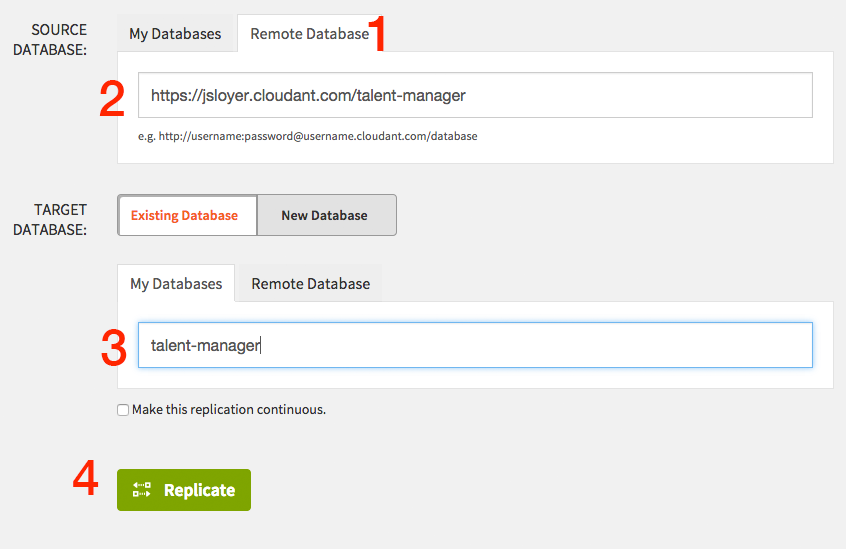 SOURCE DATABASE:
My Databases
Remote Database
1
2
https://jsloyer.cloudant.com/talent-manager
e.g. http://username:password@username.cloudant.com/database
TARGET DATABASE:
Existing Database
New Database
My Databases
Remote Database
3
talent-manager
Make this replication continuous.
4
Replicate